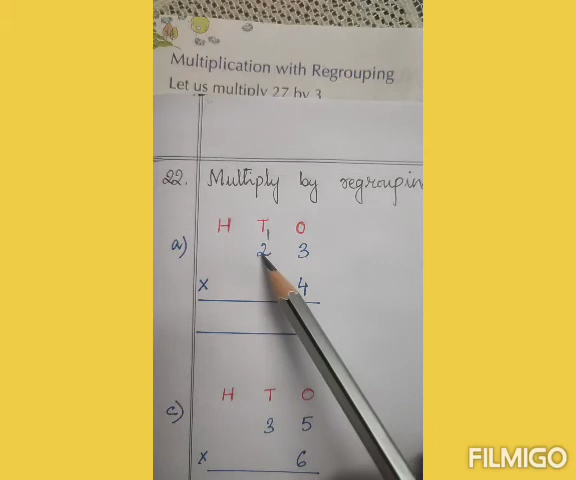 Multiplication with Regrouping
Let us multiply 27 by 3
22. Multiply by regroupin
H T O
1
a) 2 3
x 4
H T O
c) 3 5
x 6
FILMIGO